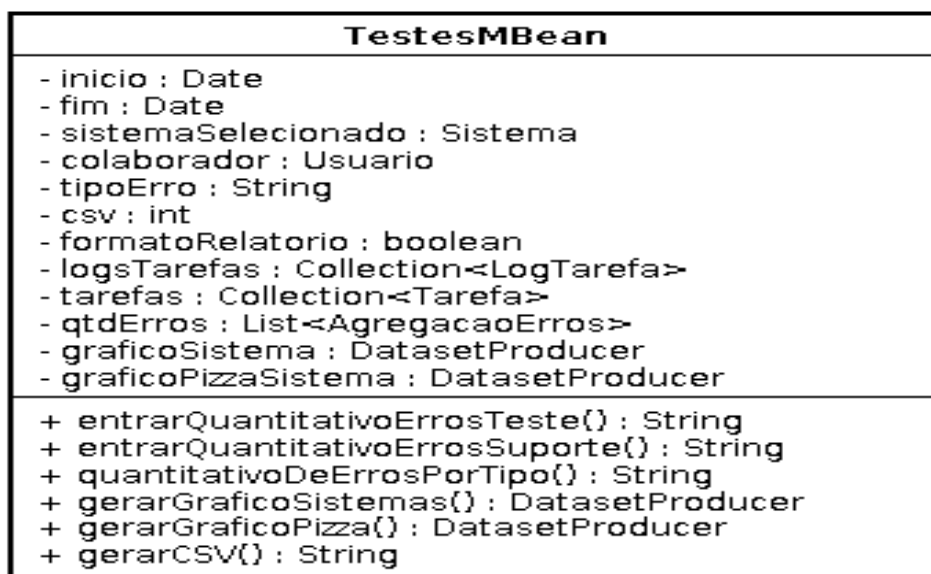 TestesMBean
- inicio : Date
- fim : Date
- sistemaSelecionado : Sistema
- colaborador : Usuario
- tipoErro : String
- csv : int
- formatoRelatorio : boolean
- logsTarefas : Collection<LogTarefa>
- tarefas : Collection<Tarefa>
- qtdErros : List<AgregacaoErros>
- graficoSistema : DatasetProducer
- graficoPizzaSistema : DatasetProducer
+ entrarQuantitativoErrosTeste() : String
+ entrarQuantitativoErrosSuporte() : String
+ quantitativoDeErrosPorTipo() : String
+ gerarGraficoSistemas() : DatasetProducer
+ gerarGraficoPizza() : DatasetProducer
+ gerarCSV() : String